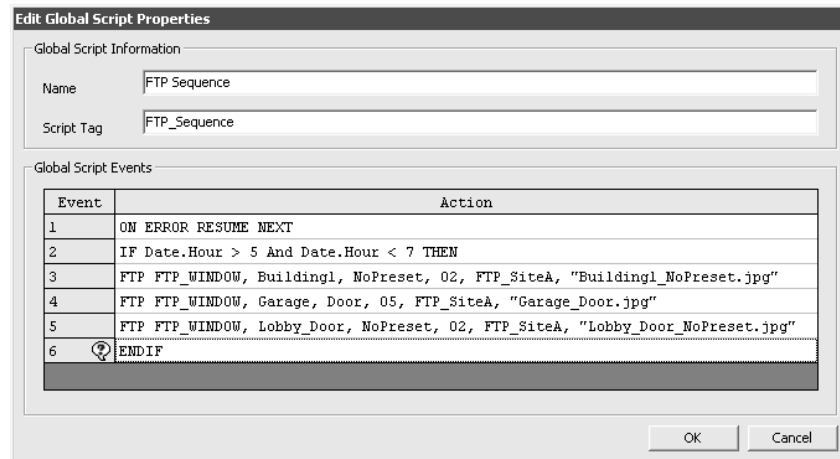 Edit Global Script Properties
Global Script Information
Name FTP Sequence
Script Tag FTP_Sequence
Global Script Events
Event Action
1 ON ERROR RESUME NEXT
2 IF Date.Hour > 5 And Date.Hour < 7 THEN
3 FTP FTP_WINDOW, Building1, NoPreset, 02, FTP_SiteA, "Building1_NoPreset.jpg"
4 FTP FTP_WINDOW, Garage, Door, 05, FTP_SiteA, "Garage_Door.jpg"
5 FTP FTP_WINDOW, Lobby_Door, NoPreset, 02, FTP_SiteA, "Lobby_Door_NoPreset.jpg"
6 ? ENDIF
OK Cancel